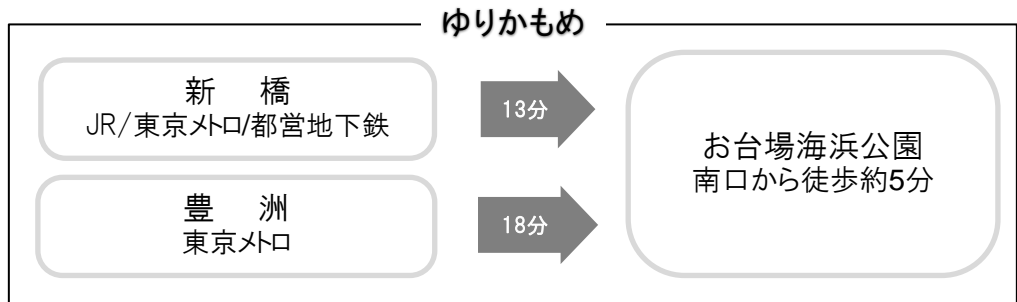 ゆりかもめ
新　橋
JR/東京メトロ/都営地下鉄
13分
お台場海浜公園
南口から徒歩約5分
豊　洲
東京メトロ
18分